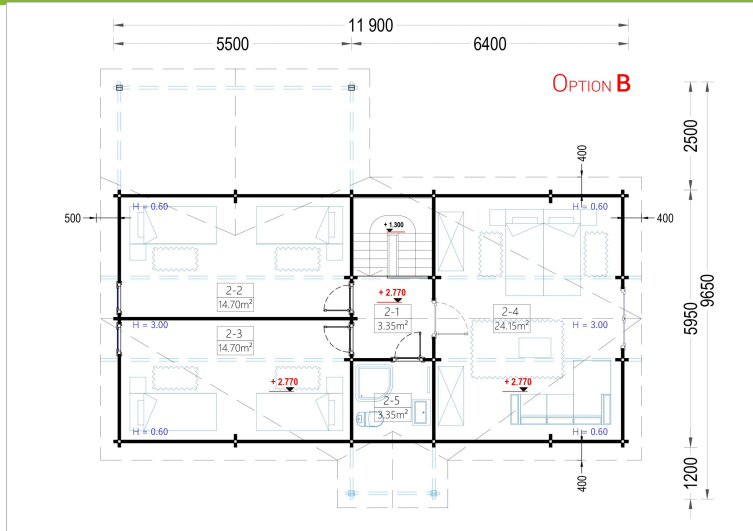 11 900
5500
6400
OPTION B
2500
400
H = 0.60
H = 0.60
500
400
+ 1.300
2-2
14.70m²
+ 2.770
2-1
3.35m²
2-4
24.15m²
H = 3.00
H = 3.00
2-3
14.70m²
5950
9650
+ 2.770
+ 2.770
2-5
3.35m²
H = 0.60
H = 0.60
400
1200